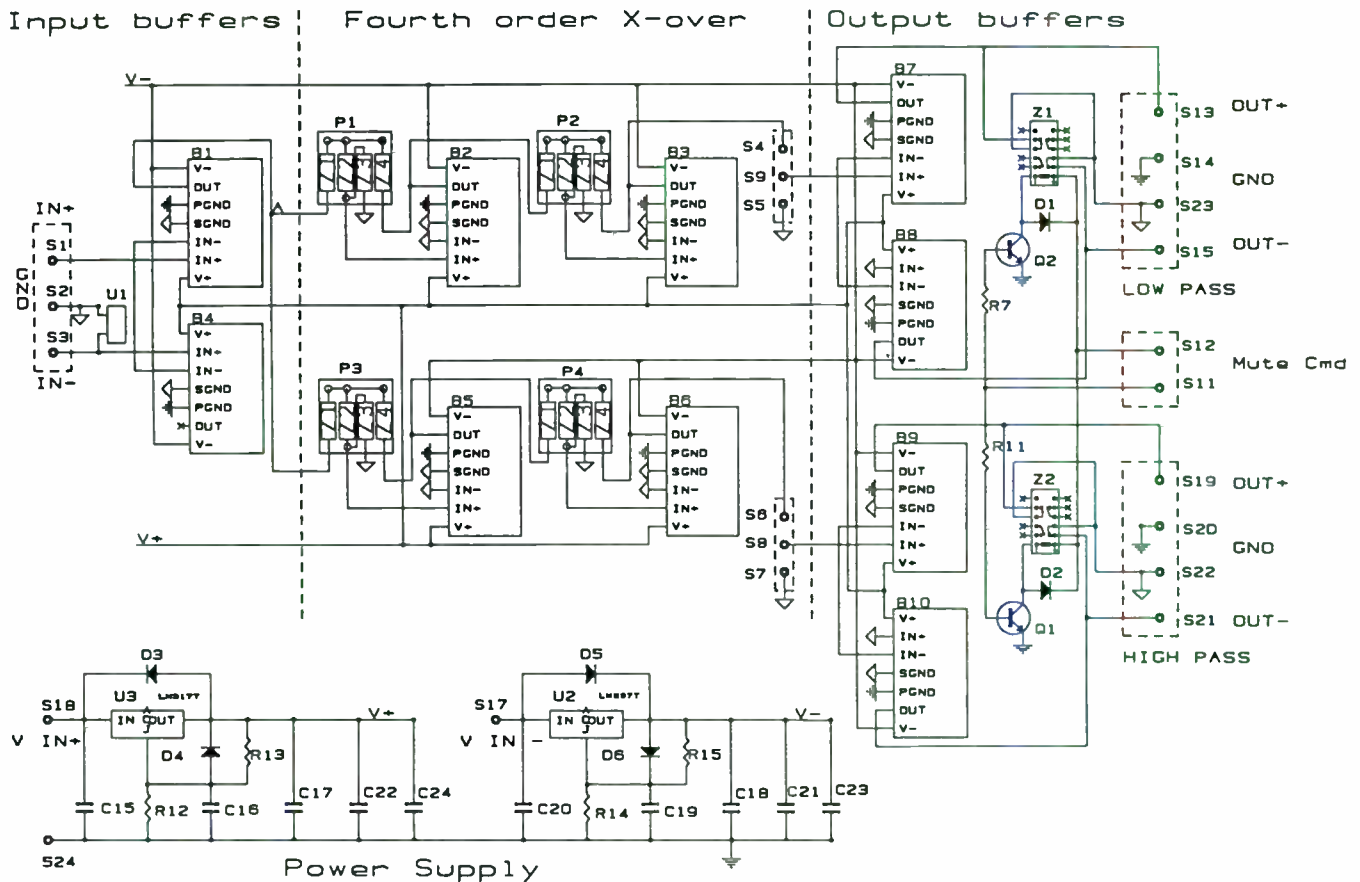 Input buffers
Fourth order X-over
Output buffers
V-
B1
V-
OUT
PGND
SGND
IN-
IN+
V+
IN+
S1
GND
S2
S3
IN-
U1
B4
V+
IN+
IN-
SGND
PGND
OUT
V-
P1
B2
V-
OUT
PGND
SGND
IN-
IN+
V+
P2
B3
V-
OUT
PGND
SGND
IN-
IN+
V+
S4
S9
S5
P3
B5
V-
OUT
PGND
SGND
IN-
IN+
V+
P4
B6
V-
OUT
PGND
SGND
IN-
IN+
V+
S6
S8
S7
V+
B7
V-
OUT
PGND
SGND
IN-
IN+
V+
B8
V+
IN+
IN-
SGND
PGND
OUT
V-
Z1
D1
Q2
R7
S13 OUT+
S14
GND
S23
S15 OUT-
LOW PASS
S12
Mute Cmd
S11
B9
V-
OUT
PGND
SGND
IN-
IN+
V+
B10
V+
IN+
IN-
SGND
PGND
OUT
V-
R11
Z2
D2
Q1
S19 OUT+
S20
GND
S22
S21 OUT-
HIGH PASS
D3
S18
U3
IN
OUT
V+
V IN+
D4
R13
C15
R12
C16
C17
C22
C24
S24
D5
S17
U2
IN
OUT
V-
V IN -
D6
R15
C20
R14
C19
C18
C21
C23
Power Supply